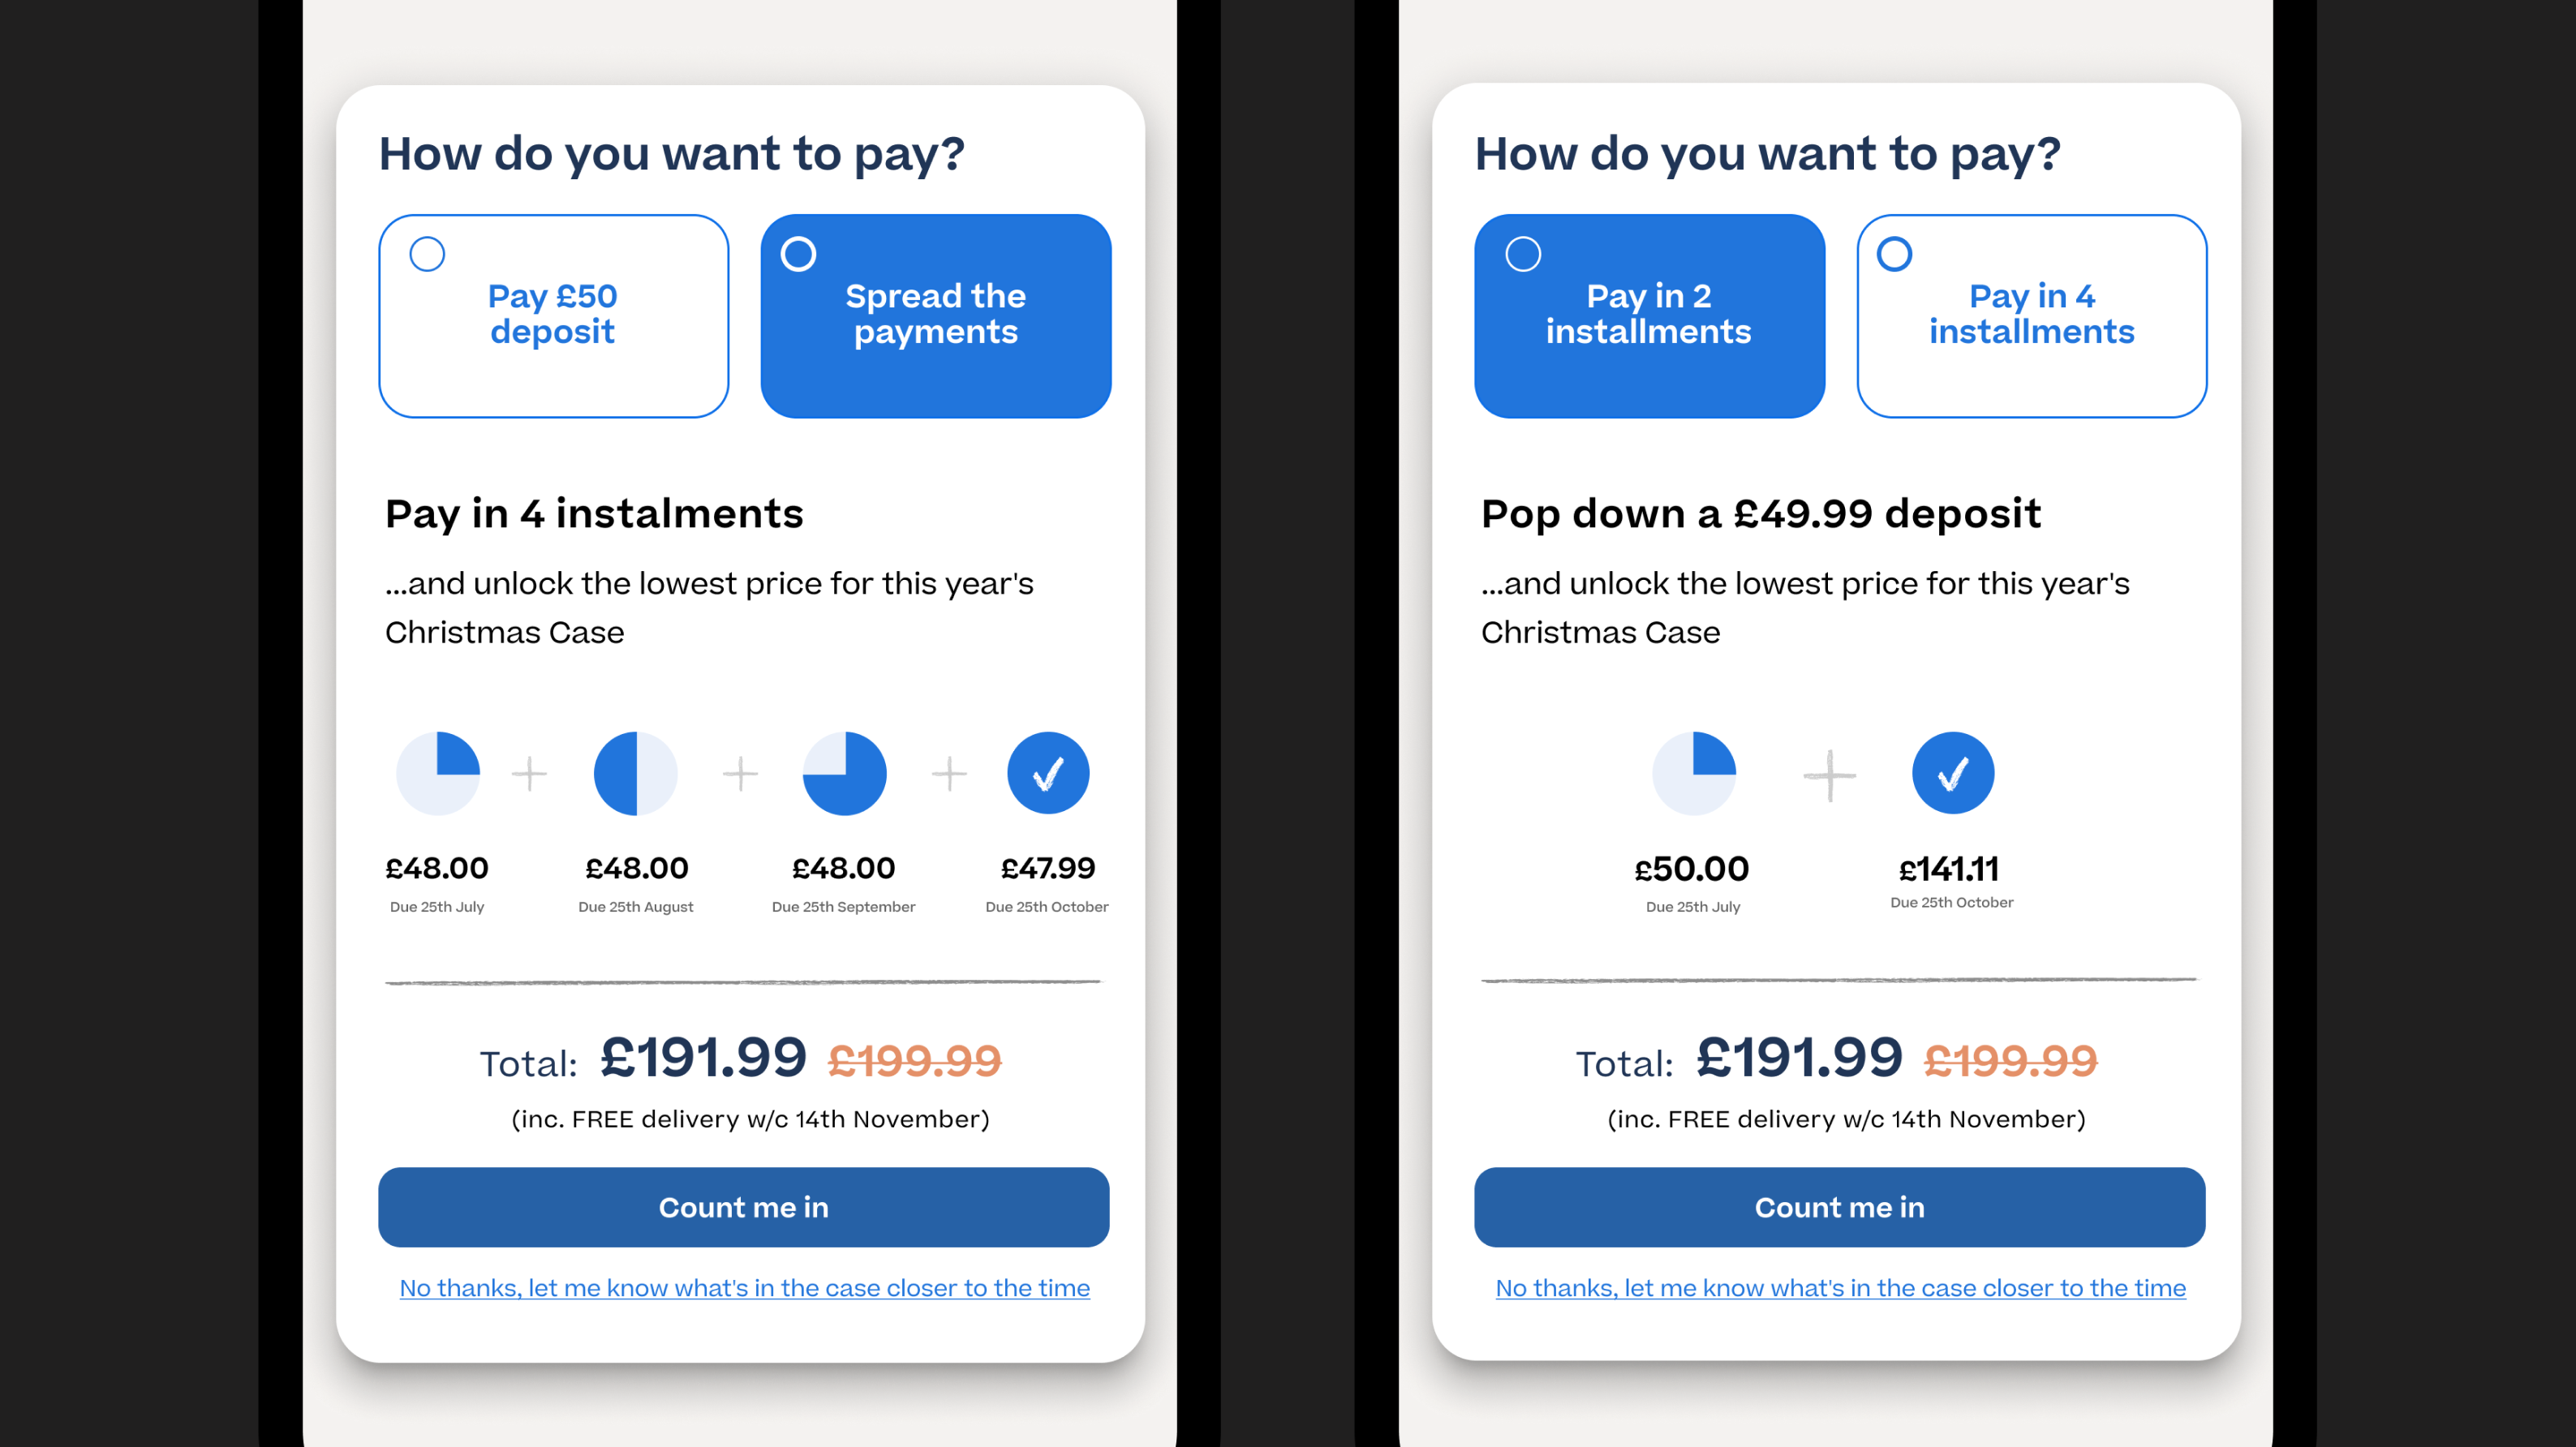 How do you want to pay?
Pay £50
deposit
Spread the
payments
Pay in 4 instalments
...and unlock the lowest price for this year's
Christmas Case
£48.00
£48.00
£48.00
£47.99
Due 25th July
Due 25th August
Due 25th September
Due 25th October
Total: £191.99 £199.99
(inc. FREE delivery w/c 14th November)
Count me in
No thanks, let me know what's in the case closer to the time
How do you want to pay?
Pay in 2
installments
Pay in 4
installments
Pop down a £49.99 deposit
...and unlock the lowest price for this year's
Christmas Case
£50.00
£141.11
Due 25th July
Due 25th October
Total: £191.99 £199.99
(inc. FREE delivery w/c 14th November)
Count me in
No thanks, let me know what's in the case closer to the time